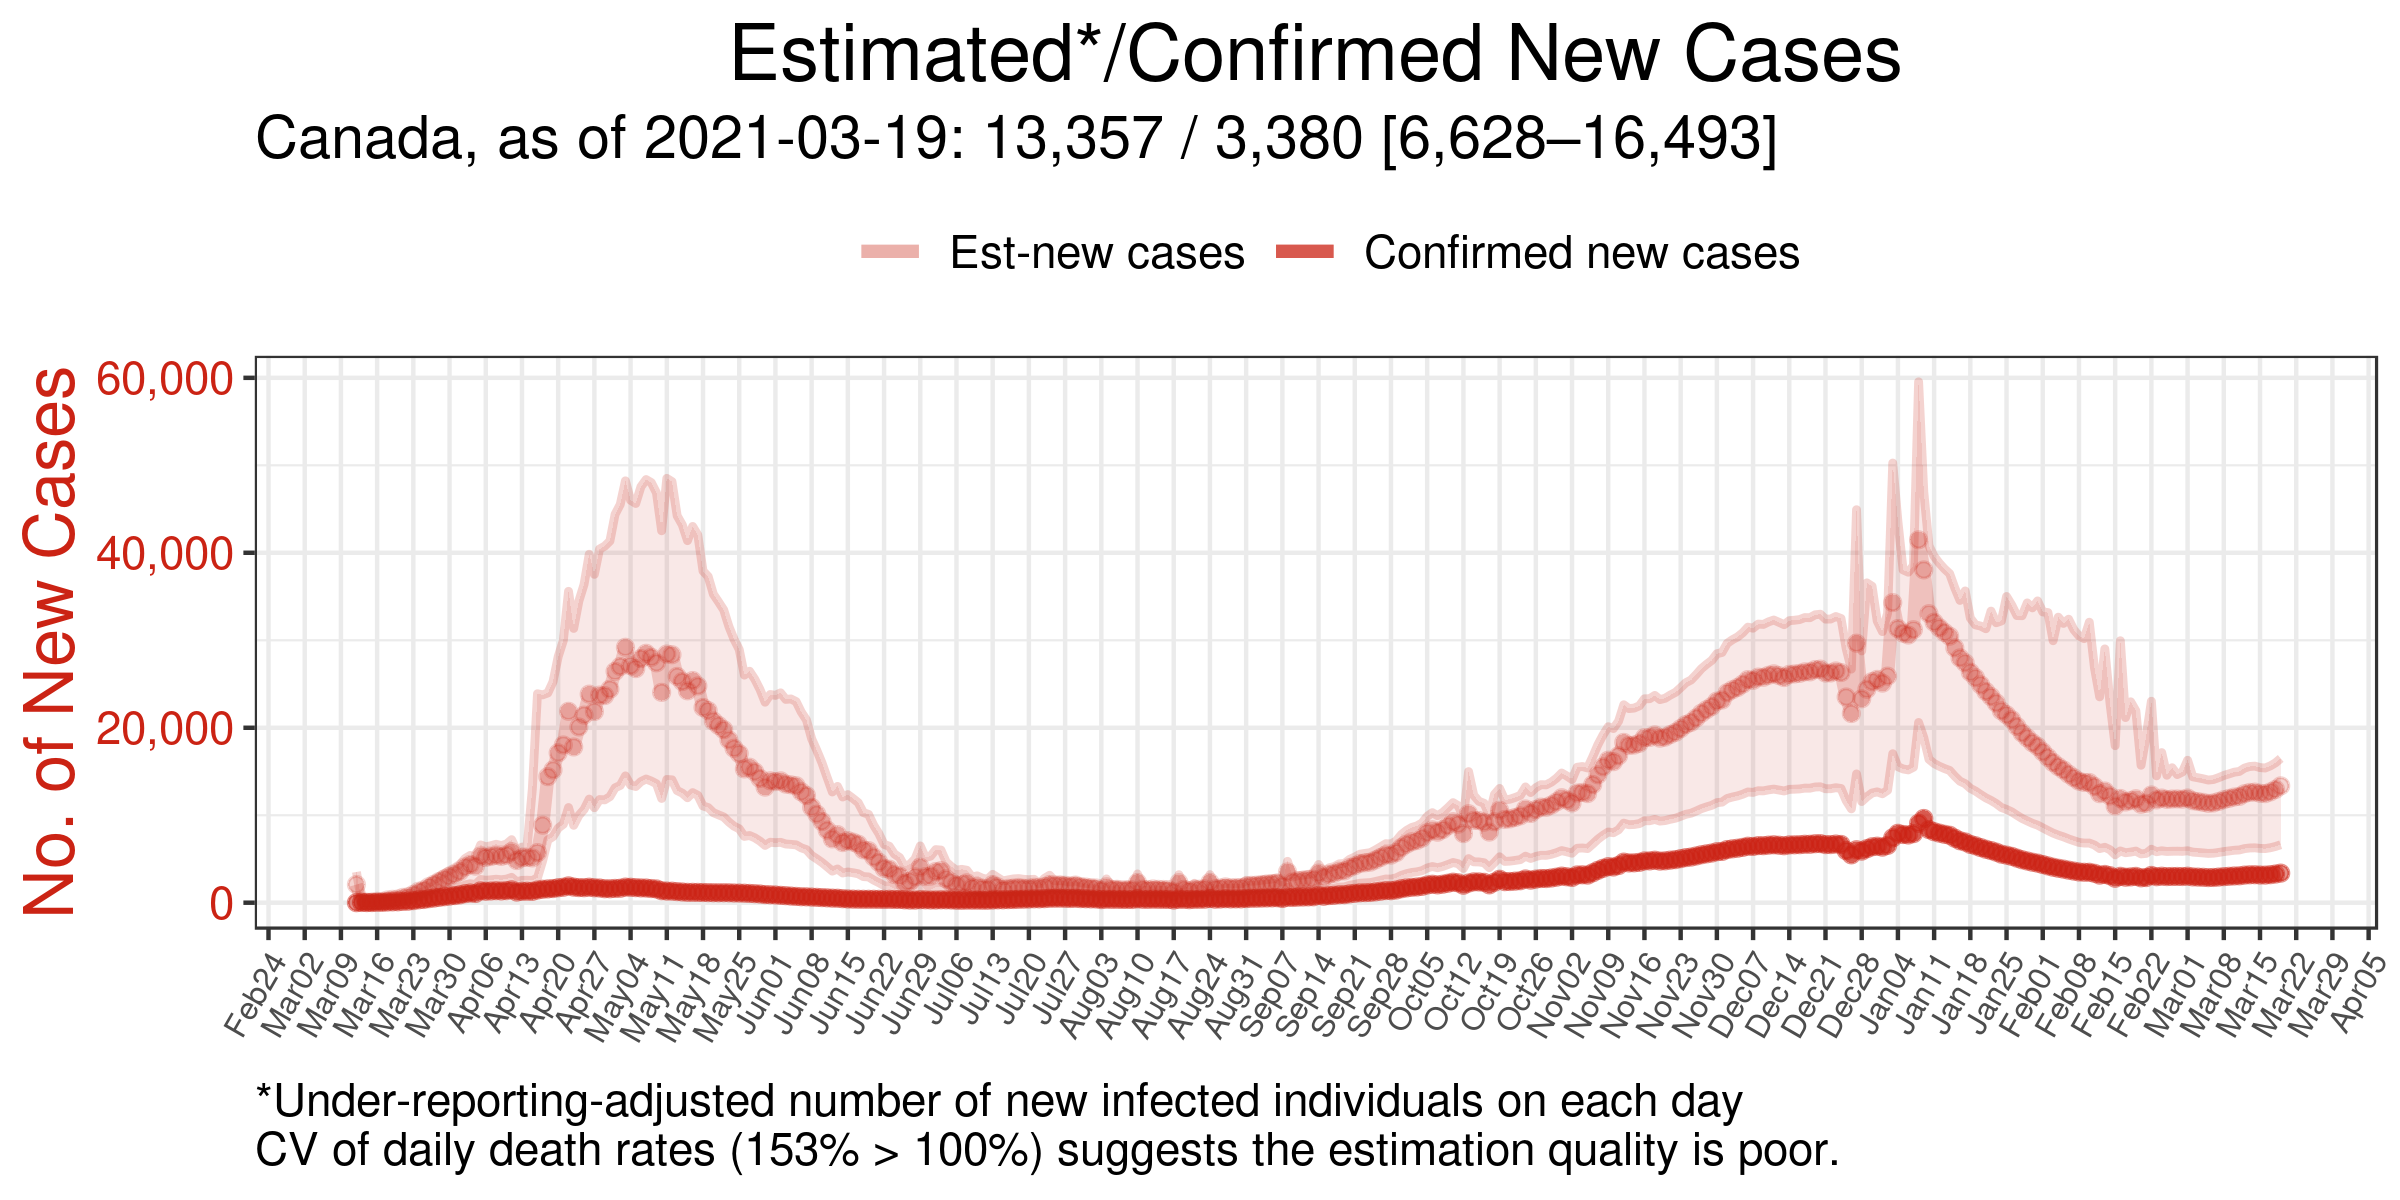 Estimated*/Confirmed New Cases
Canada, as of 2021-03-19: 13,357 / 3,380 [6,628–16,493]
Est-new cases Confirmed new cases
No. of New Cases
60,000
40,000
20,000
0
Feb24 Mar02 Mar09 Mar16 Mar23 Mar30 Apr06 Apr13 Apr20 Apr27 May04 May11 May18 May25 Jun01 Jun08 Jun15 Jun22 Jun29 Jul06 Jul13 Jul20 Jul27 Aug03 Aug10 Aug17 Aug24 Aug31 Sep07 Sep14 Sep21 Sep28 Oct05 Oct12 Oct19 Oct26 Nov02 Nov09 Nov16 Nov23 Nov30 Dec07 Dec14 Dec21 Dec28 Jan04 Jan11 Jan18 Jan25 Feb01 Feb08 Feb15 Feb22 Mar01 Mar08 Mar15 Mar22 Mar29 Apr05
*Under-reporting-adjusted number of new infected individuals on each day
CV of daily death rates (153% > 100%) suggests the estimation quality is poor.